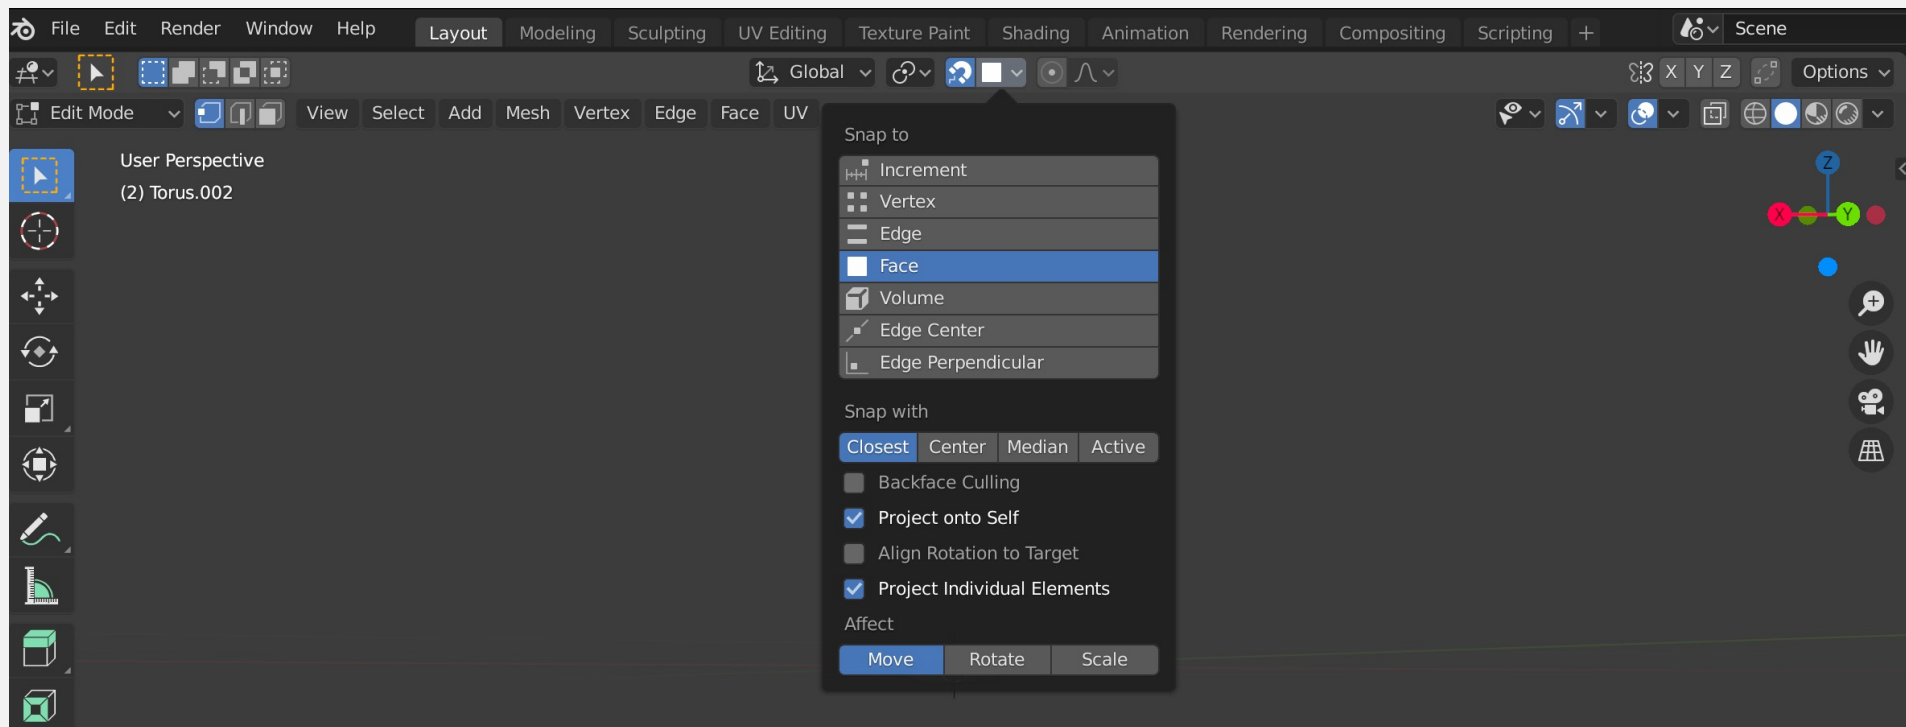 File Edit Render Window Help Layout Modeling Sculpting UV Editing Texture Paint Shading Animation Rendering Compositing Scripting + Scene
Global X Y Z Options
Edit Mode View Select Add Mesh Vertex Edge Face UV
User Perspective
(2) Torus.002
Snap to
Increment
Vertex
Edge
Face
Volume
Edge Center
Edge Perpendicular
Snap with
Closest Center Median Active
Backface Culling
Project onto Self
Align Rotation to Target
Project Individual Elements
Affect
Move Rotate Scale
Z
X Y